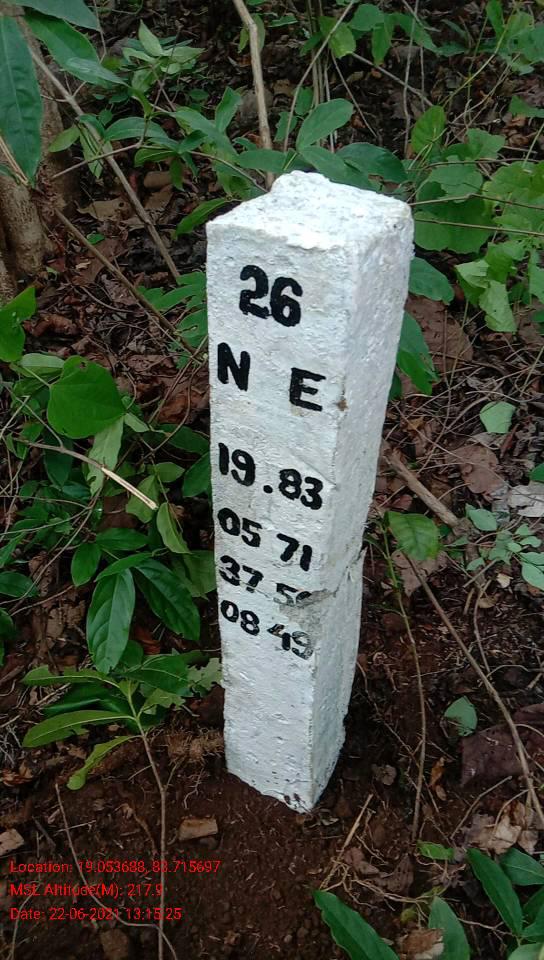 26
N E
19.83
05 71
37
08 49
Location: 19.053688, 83.715697
MSL Altitude(M): 217.9
Date: 22-06-2021 13:15:25